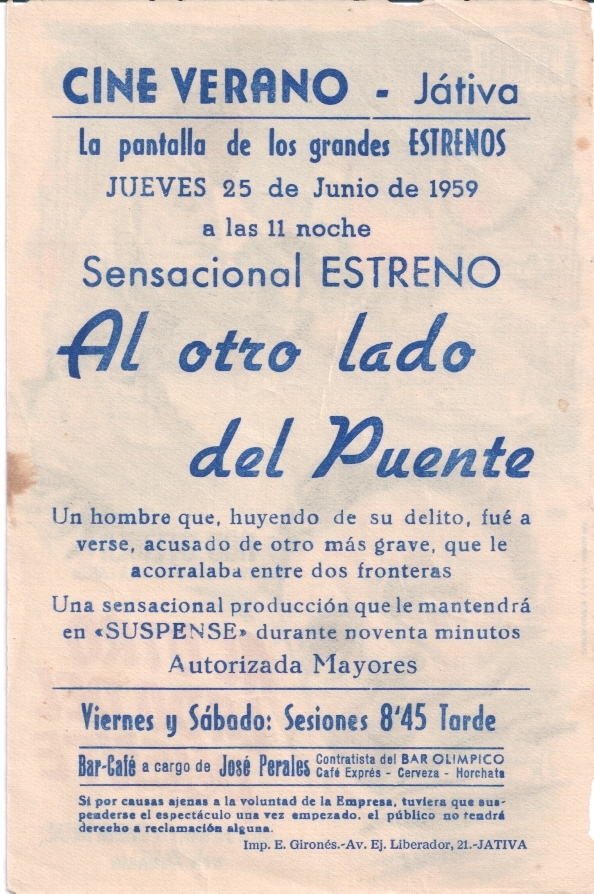 CINE VERANO - Játiva
La pantalla de los grandes ESTRENOS
JUEVES 25 de Junio de 1959
a las 11 noche
Sensacional ESTRENO
Al otro lado
del Puente
Un hombre que, huyendo de su delito, fué a
verse, acusado de otro más grave, que le
acorralaba entre dos fronteras
Una sensacional producción que le mantendrá
en «SUSPENSE» durante noventa minutos
Autorizada Mayores
Viernes y Sábado: Sesiones 8'45 Tarde
Bar-Café a cargo de José Perales Contratista del BAR OLIMPICO
Café Exprés - Cerveza - Horchata
Si por causas ajenas a la voluntad de la Empresa, tuviera que sus-
penderse el espectáculo una vez empezado, el público no tendrá
derecho a reclamación alguna.
Imp. E. Gironés.-Av. Ej. Liberador, 21.-JATIVA